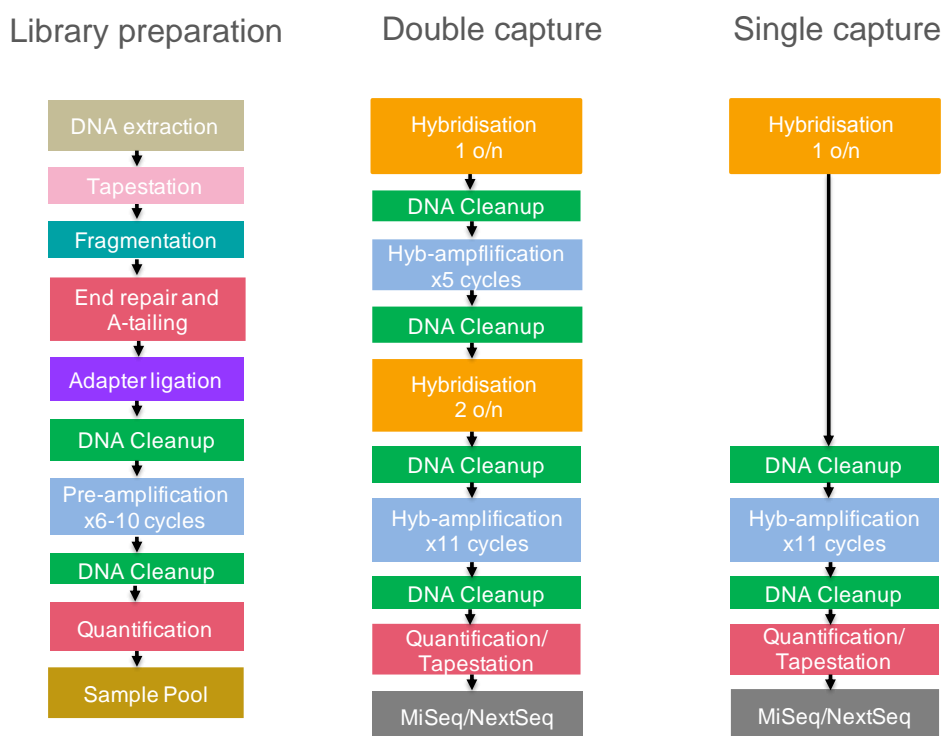 Library preparation
DNA extraction
Tapestation
Fragmentation
End repair and
A-tailing
Adapter ligation
DNA Cleanup
Pre-amplification
x6-10 cycles
DNA Cleanup
Quantification
Sample Pool
Double capture
Hybridisation
1 o/n
DNA Cleanup
Hyb-ampflification
x5 cycles
DNA Cleanup
Hybridisation
2 o/n
DNA Cleanup
Hyb-amplification
x11 cycles
DNA Cleanup
Quantification/
Tapestation
MiSeq/NextSeq
Single capture
Hybridisation
1 o/n
DNA Cleanup
Hyb-amplification
x11 cycles
DNA Cleanup
Quantification/
Tapestation
MiSeq/NextSeq